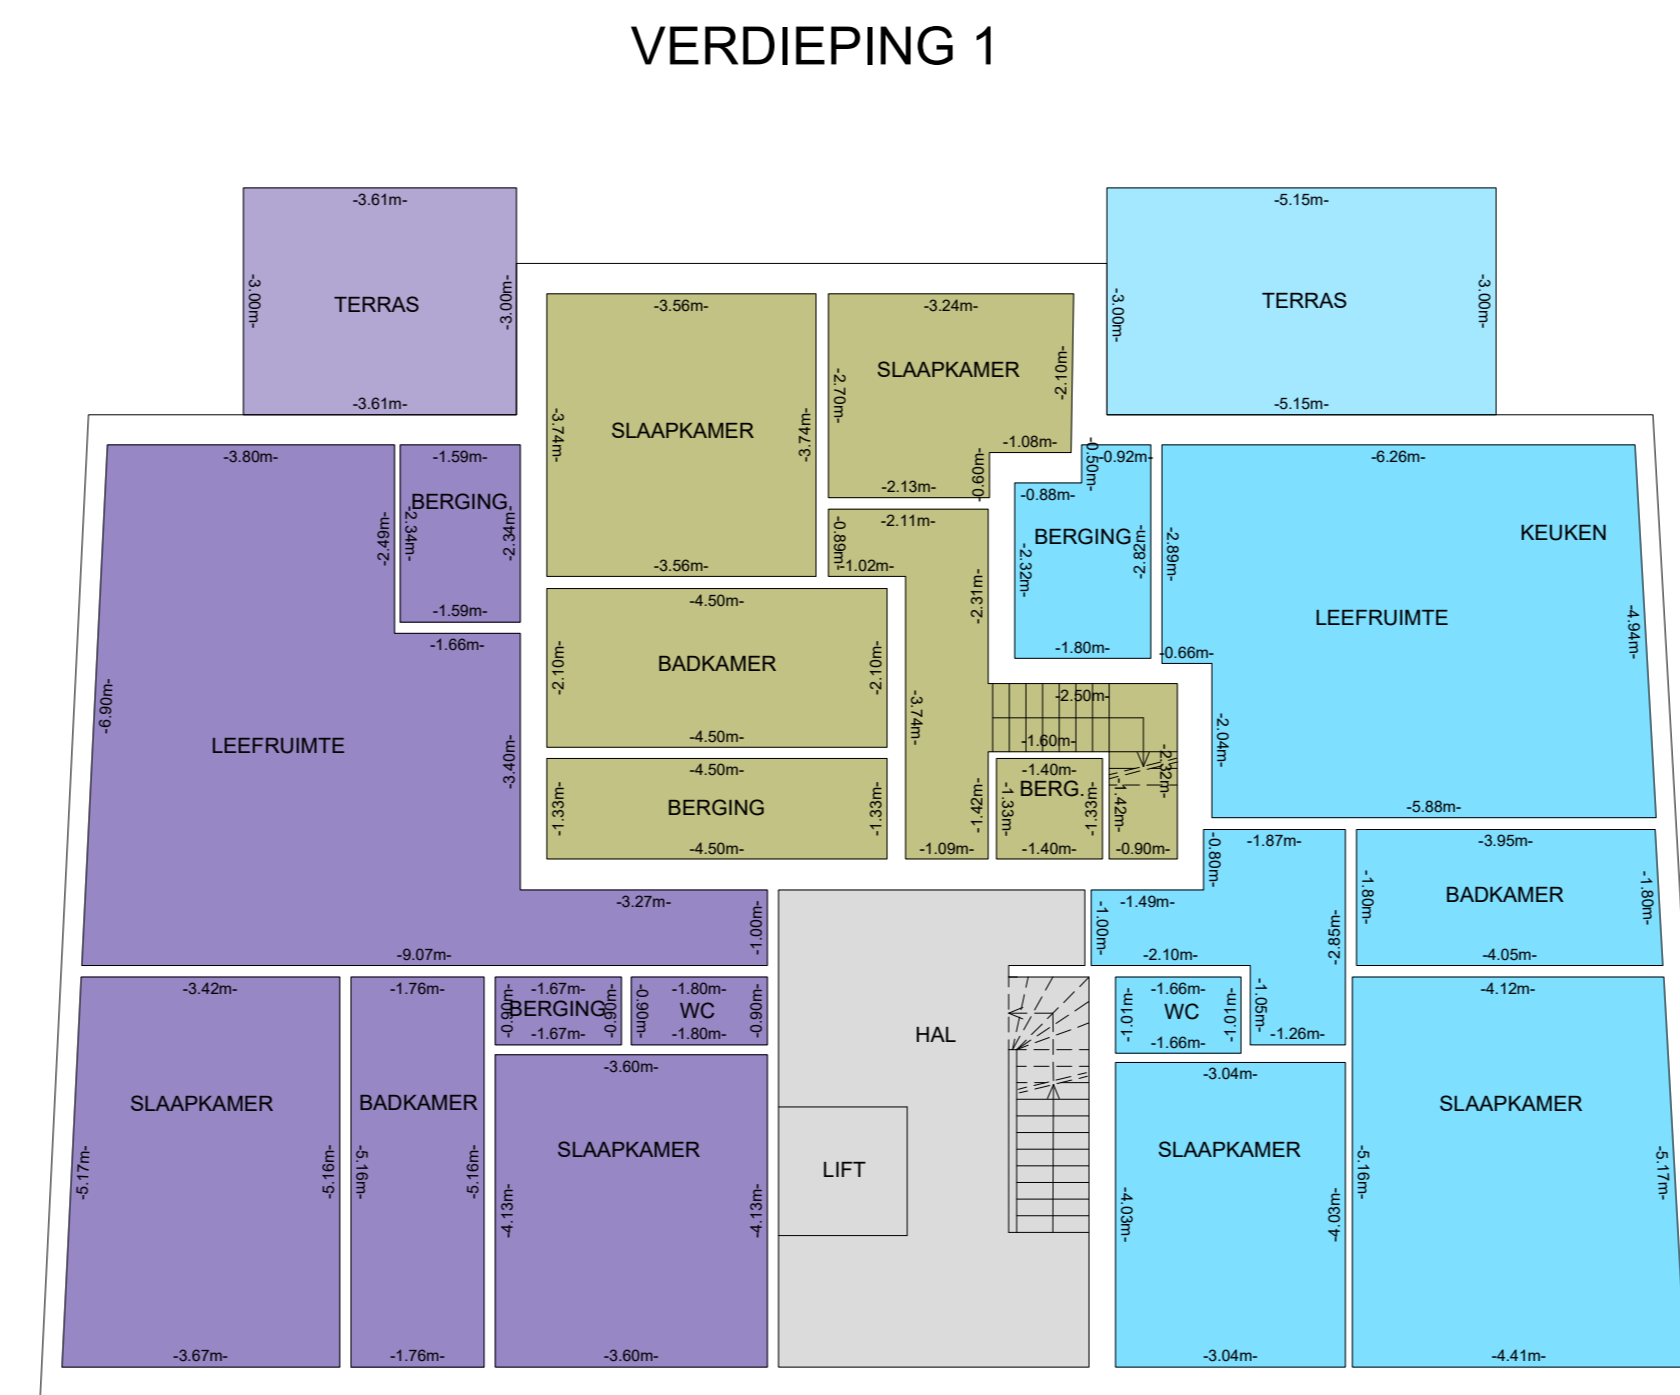 VERDIEPING 1
-3.61m-
-3.00m-
TERRAS
-3.00m-
-3.61m-
-5.15m-
-3.00m-
TERRAS
-3.00m-
-5.15m-
-3.56m-
-3.74m-
SLAAPKAMER
-3.74m-
-3.56m-
-3.24m-
SLAAPKAMER
-2.70m-
-2.10m-
-1.08m-
-0.60m-
-2.13m-
-3.80m-
-2.49m-
-1.59m-
BERGING
-2.34m-
-2.34m-
-1.59m-
-1.66m-
-6.90m-
LEEFRUIMTE
-3.40m-
-3.27m-
-1.00m-
-9.07m-
-2.11m-
-0.89m-
-1.02m-
-2.31m-
-3.74m-
-1.42m-
-1.09m-
-0.50m-
-0.92m-
-0.88m-
BERGING
-2.32m-
-2.82m-
-1.80m-
-6.26m-
KEUKEN
-2.89m-
LEEFRUIMTE
-4.94m-
-0.66m-
-2.04m-
-5.88m-
-4.50m-
-2.10m-
BADKAMER
-2.10m-
-4.50m-
-4.50m-
-1.33m-
BERGING
-1.33m-
-4.50m-
-2.50m-
-1.60m-
-2.32m-
-1.42m-
-0.90m-
-1.40m-
BERG.
-1.33m-
-1.33m-
-1.40m-
-0.80m-
-1.87m-
-1.49m-
-1.00m-
-2.10m-
-2.85m-
-1.05m-
-1.26m-
-3.95m-
-1.80m-
BADKAMER
-1.80m-
-4.05m-
-3.42m-
SLAAPKAMER
-5.17m-
-5.16m-
-3.67m-
-1.76m-
BADKAMER
-5.16m-
-5.16m-
-1.76m-
-1.67m-
-0.90m-
BERGING
-0.90m-
-1.67m-
-1.80m-
-0.90m-
WC
-0.90m-
-1.80m-
-3.60m-
SLAAPKAMER
-4.13m-
-4.13m-
-3.60m-
HAL
LIFT
-1.66m-
-1.01m-
WC
-1.01m-
-1.66m-
-3.04m-
SLAAPKAMER
-4.03m-
-4.03m-
-3.04m-
-4.12m-
SLAAPKAMER
-5.16m-
-5.17m-
-4.41m-